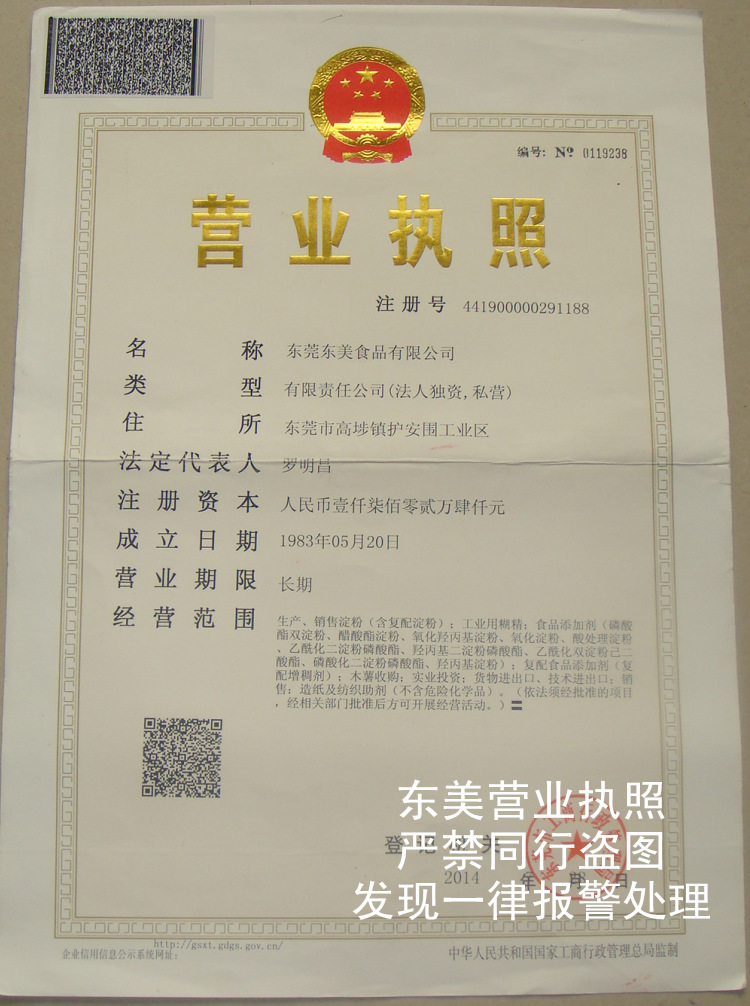 编号: № 0119238
营业执照
注册号 441900000291188
名称 东莞东美食品有限公司
类型 有限责任公司(法人独资,私营)
住所 东莞市高埗镇护安围工业区
法定代表人 罗明昌
注册资本 人民币壹仟柒佰零贰万肆仟元
成立日期 1983年05月20日
营业期限 长期
经营范围 生产、销售淀粉（含复配淀粉）；工业用糊精；食品添加剂（磷酸
酯双淀粉、醋酸酯淀粉、氧化羟丙基淀粉、氧化淀粉、酸处理淀粉
、乙酰化二淀粉磷酸酯、羟丙基二淀粉磷酸酯、乙酰化双淀粉己二
酸酯、磷酸化二淀粉磷酸酯、羟丙基淀粉）；复配食品添加剂（复
配增稠剂）；木薯收购；实业投资；货物进出口、技术进出口；销
售：造纸及纺织助剂（不含危险化学品）。（依法须经批准的项目
，经相关部门批准后方可开展经营活动。）
东美营业执照
登记机关
严禁同行盗图
2014 年 月 日
发现一律报警处理
http://gsxt.gdgs.gov.cn/
企业信用信息公示系统网址:
中华人民共和国国家工商行政管理总局监制